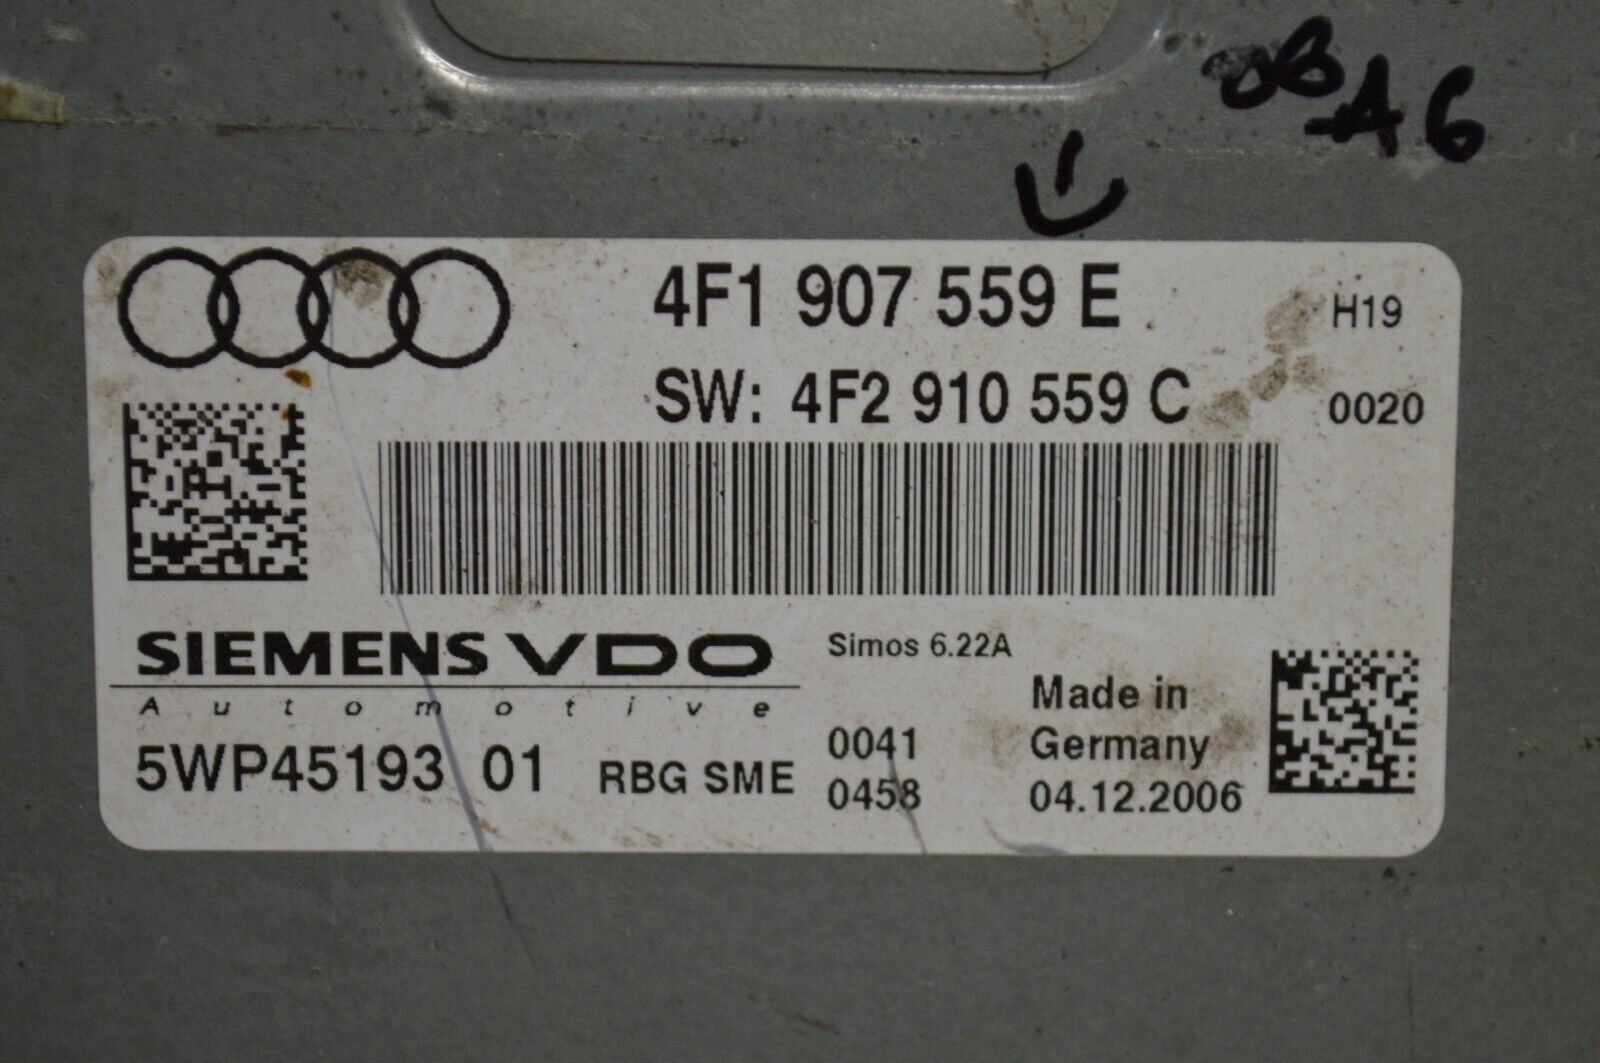 08 A6
4F1 907 559 E H19
SW: 4F2 910 559 C 0020
SIEMENS VDO
Automotive
Simos 6.22A
5WP45193 01 RBG SME
0041
0458
Made in
Germany
04.12.2006